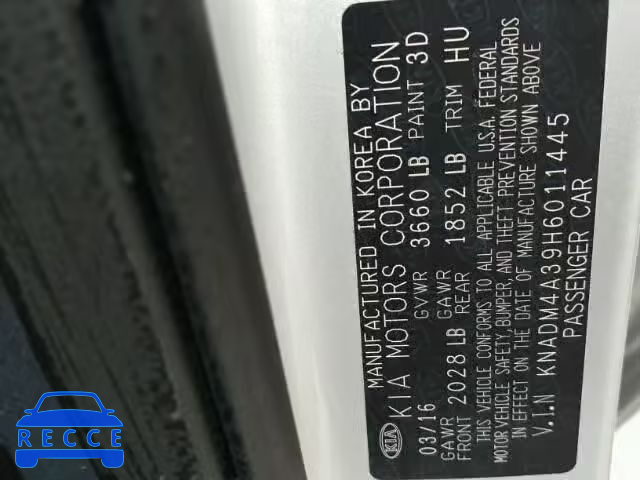 MANUFACTURED IN KOREA BY
KIA KIA MOTORS CORPORATION
03/16 GVWR 3660 LB PAINT 3D
GAWR FRONT 2028 LB GAWR REAR 1852 LB TRIM HU
THIS VEHICLE CONFORMS TO ALL APPLICABLE U.S.A. FEDERAL
MOTOR VEHICLE SAFETY, BUMPER, AND THEFT PREVENTION STANDARDS
IN EFFECT ON THE DATE OF MANUFACTURE SHOWN ABOVE
V.I.N KNADM4A39H6011445
PASSENGER CAR